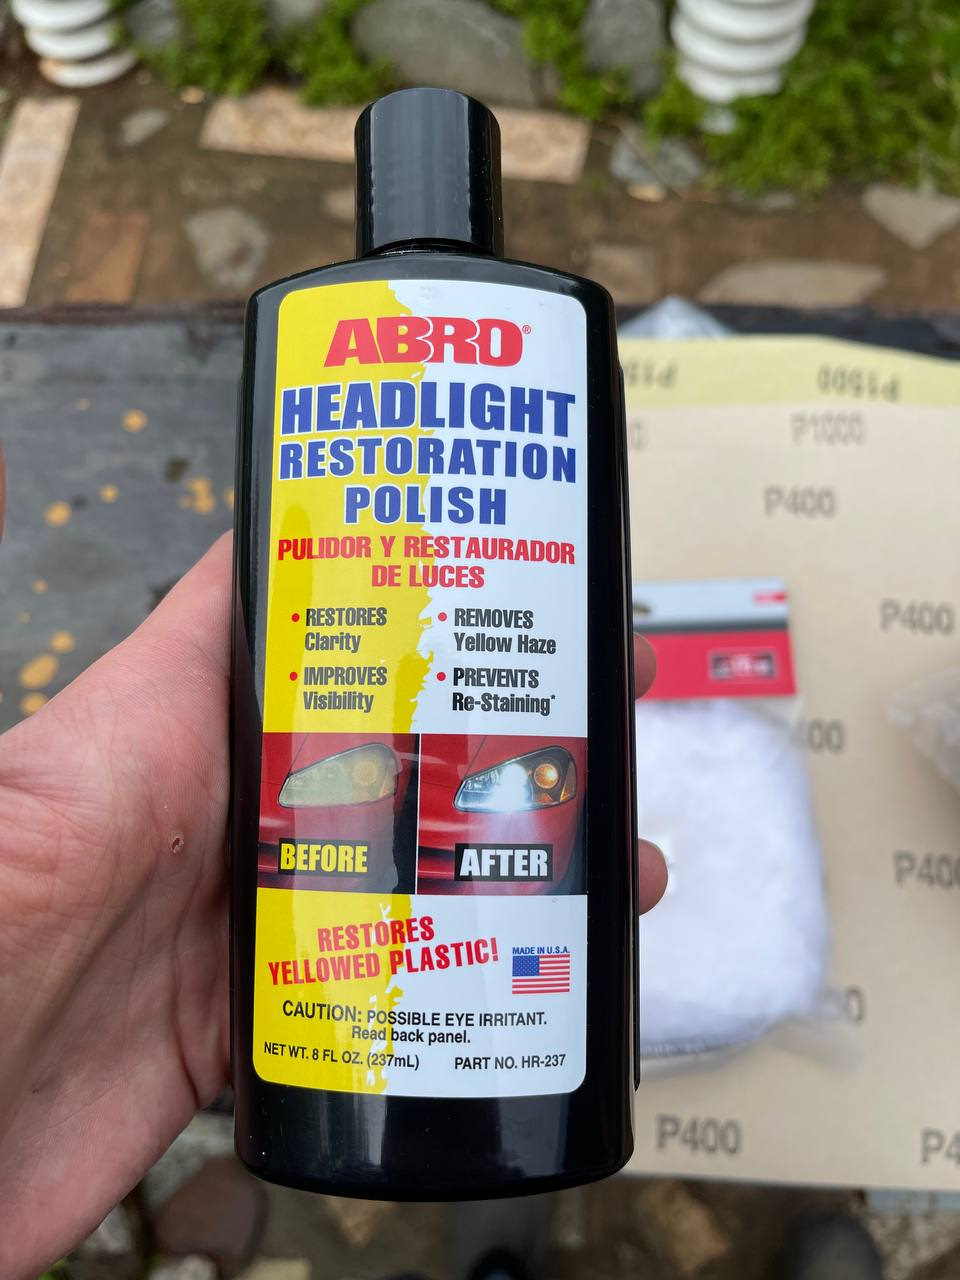 ABRO®
HEADLIGHT
RESTORATION
POLISH
PULIDOR Y RESTAURADOR
DE LUCES
• RESTORES
Clarity
• REMOVES
Yellow Haze
• IMPROVES
Visibility
• PREVENTS
Re-Staining*
BEFORE
AFTER
RESTORES
YELLOWED PLASTIC!
MADE IN U.S.A.
CAUTION: POSSIBLE EYE IRRITANT.
Read back panel.
NET WT. 8 FL OZ. (237mL) PART NO. HR-237
P1500
P1000
P400
P400
P400
P400